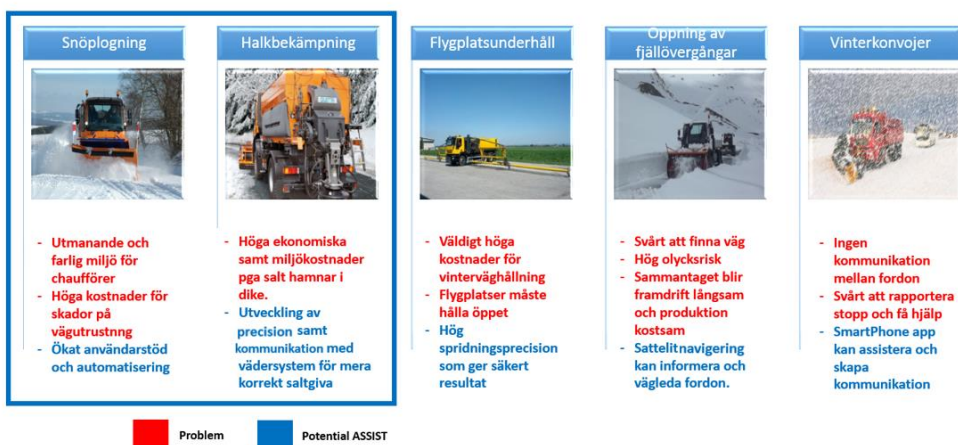 Snöplogning
Halkbekämpning
Flygplatsunderhåll
Öppning av
fjällövergångar
Vinterkonvojer
- Utmanande och
farlig miljö för
chaufförer
- Höga kostnader för
skador på
vägutrustnng
- Ökat användarstöd
och automatisering
- Höga ekonomiska
samt miljökostnader
pga salt hamnar i
dike.
- Utveckling av
precision samt
kommunikation med
vädersystem för mera
korrekt saltgiva
- Väldigt höga
kostnader för
vinterväghållning
- Flygplatser måste
hålla öppet
- Hög
spridningsprecision
som ger säkert
resultat
- Svårt att finna väg
- Hög olycksrisk
- Sammantaget blir
framdrift långsam
och produktion
kostsam
- Sattelitnavigering
kan informera och
vägleda fordon.
- Ingen
kommunikation
mellan fordon
- Svårt att rapportera
stopp och få hjälp
- SmartPhone app
kan assistera och
skapa
kommunikation
Problem
Potential ASSIST